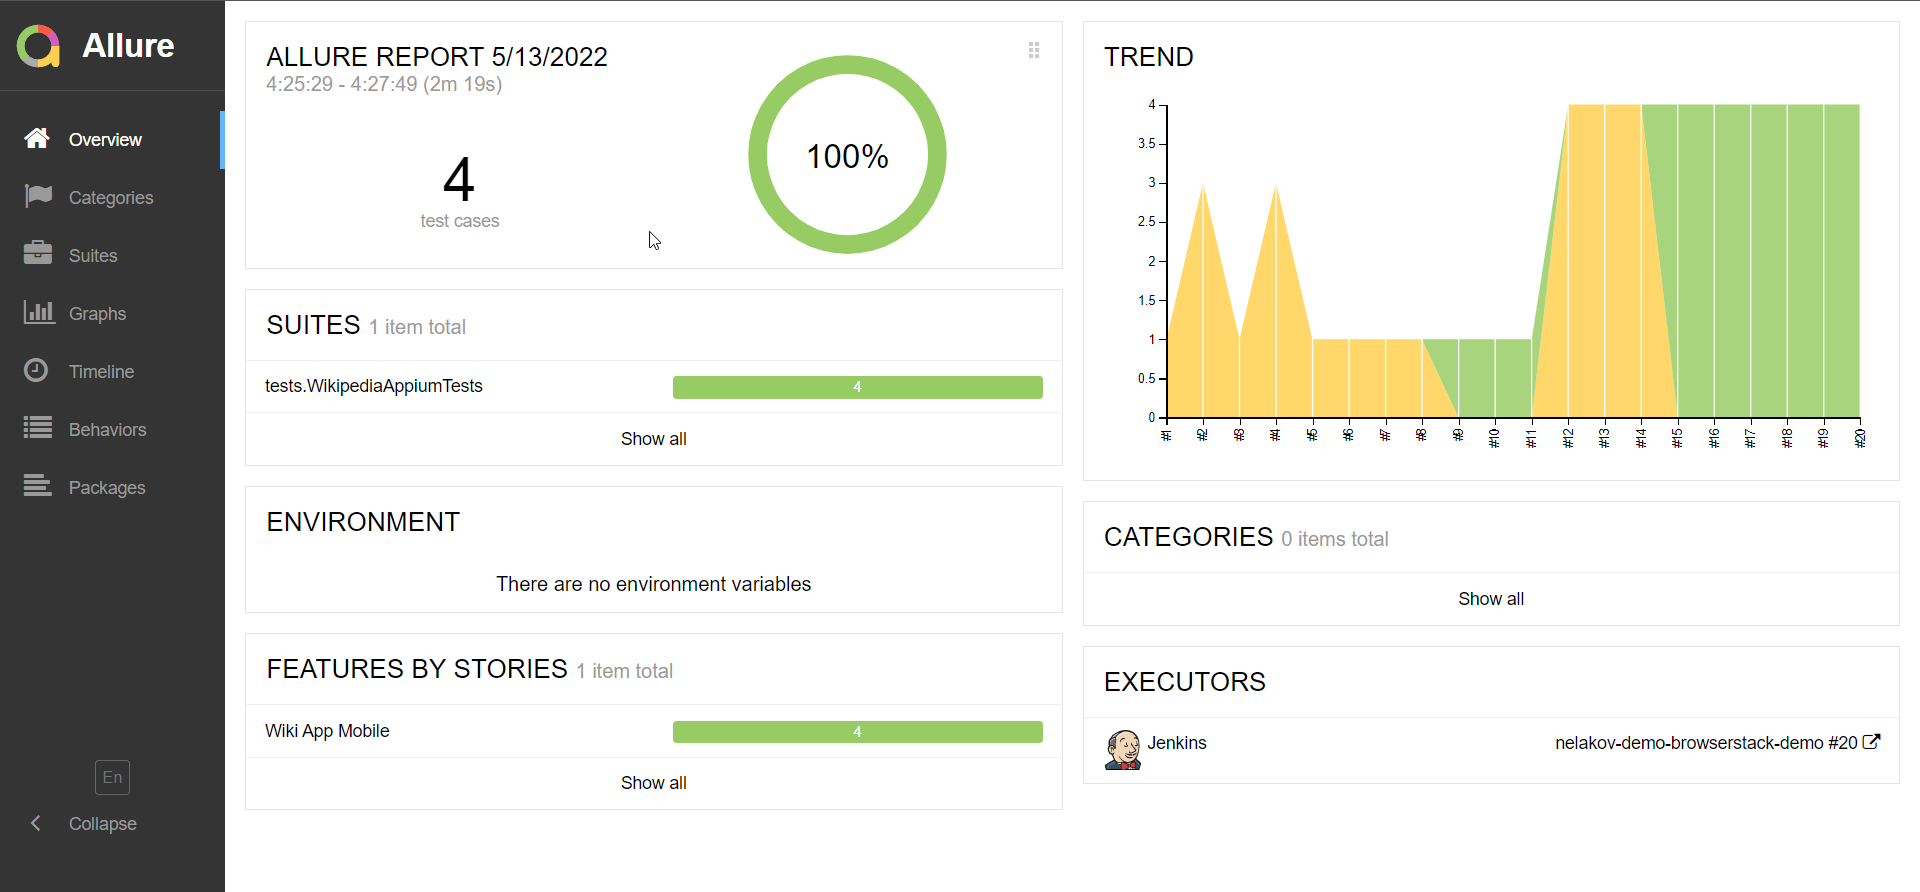 Allure
Overview
Categories
Suites
Graphs
Timeline
Behaviors
Packages
En
Collapse
ALLURE REPORT 5/13/2022
4:25:29 - 4:27:49 (2m 19s)
4
test cases
100%
SUITES 1 item total
tests.WikipediaAppiumTests 4
Show all
ENVIRONMENT
There are no environment variables
FEATURES BY STORIES 1 item total
Wiki App Mobile 4
Show all
TREND
4
3.5
3
2.5
2
1.5
1
0.5
0
#1 #2 #3 #4 #5 #6 #7 #8 #9 #10 #11 #12 #13 #14 #15 #16 #17 #18 #19 #20
CATEGORIES 0 items total
Show all
EXECUTORS
Jenkins nelakov-demo-browserstack-demo #20